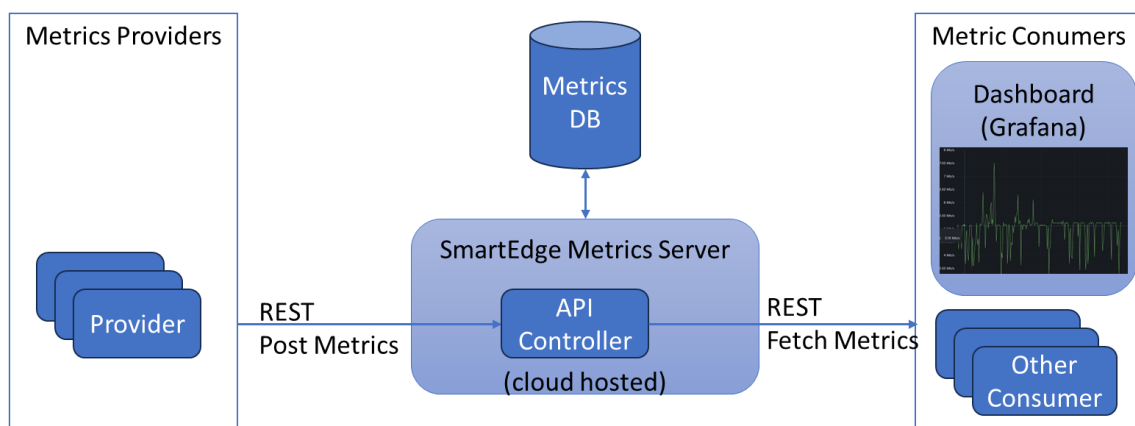 Metrics Providers
Provider
REST
Post Metrics
Metrics
DB
SmartEdge Metrics Server
API
Controller
(cloud hosted)
REST
Fetch Metrics
Metric Conumers
Dashboard
(Grafana)
Other
Consumer